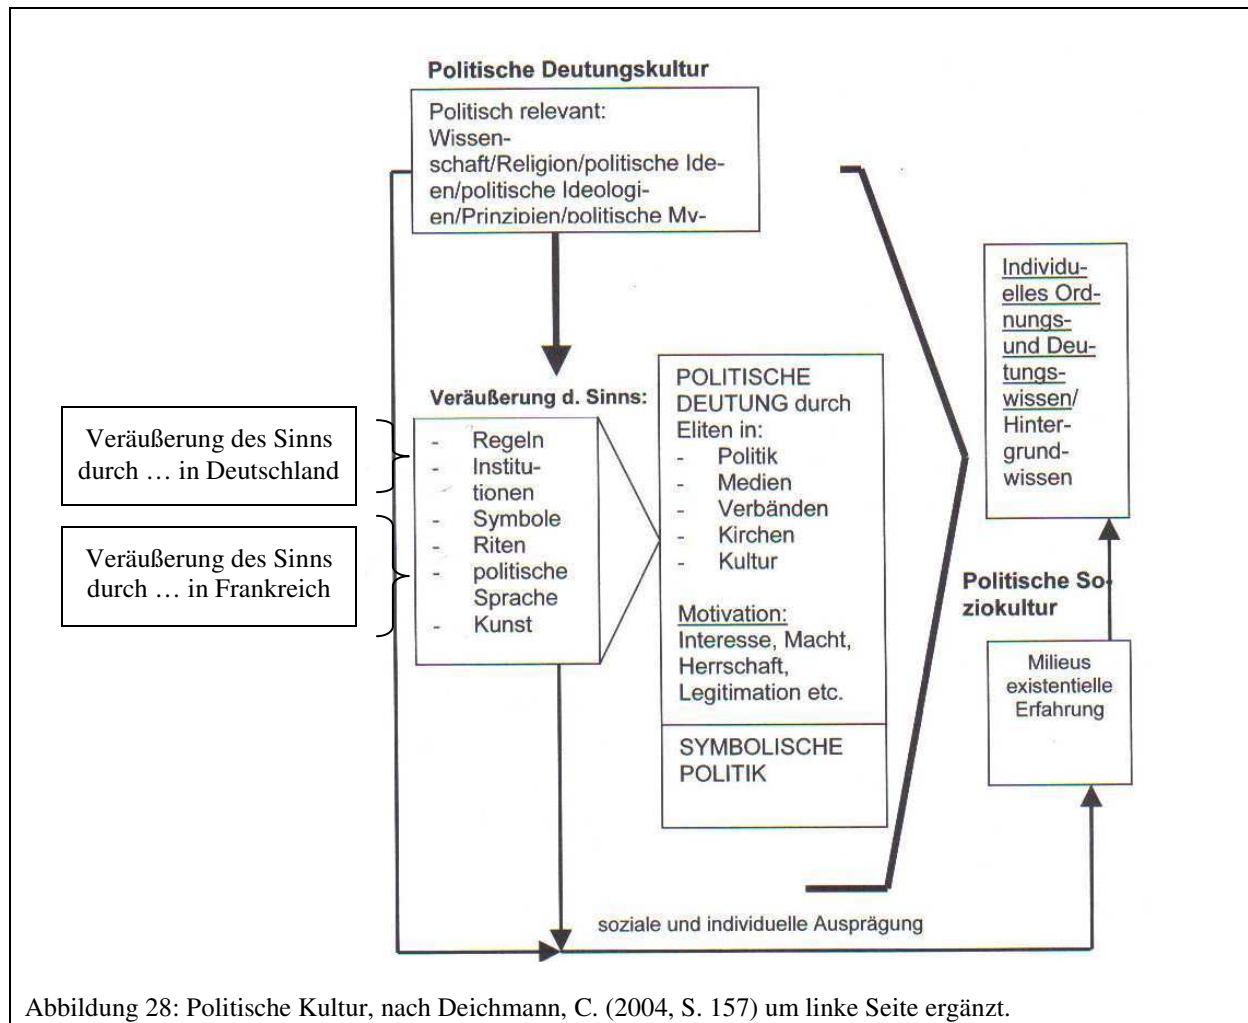 Politische Deutungskultur
Politisch relevant:
Wissen-
schaft/Religion/politische Ide-
en/politische Ideologi-
en/Prinzipien/politische My-
Veräußerung d. Sinns:
- Regeln
- Institu-
tionen
- Symbole
- Riten
- politische
Sprache
- Kunst
Veräußerung des Sinns
durch … in Deutschland
Veräußerung des Sinns
durch … in Frankreich
POLITISCHE
DEUTUNG durch
Eliten in:
- Politik
- Medien
- Verbänden
- Kirchen
- Kultur
Motivation:
Interesse, Macht,
Herrschaft,
Legitimation etc.
SYMBOLISCHE
POLITIK
Individu-
elles Ord-
nungs-
und Deu-
tungs-
wissen/
Hinter-
grund-
wissen
Politische So-
ziokultur
Milieus
existentielle
Erfahrung
soziale und individuelle Ausprägung
Abbildung 28: Politische Kultur, nach Deichmann, C. (2004, S. 157) um linke Seite ergänzt.